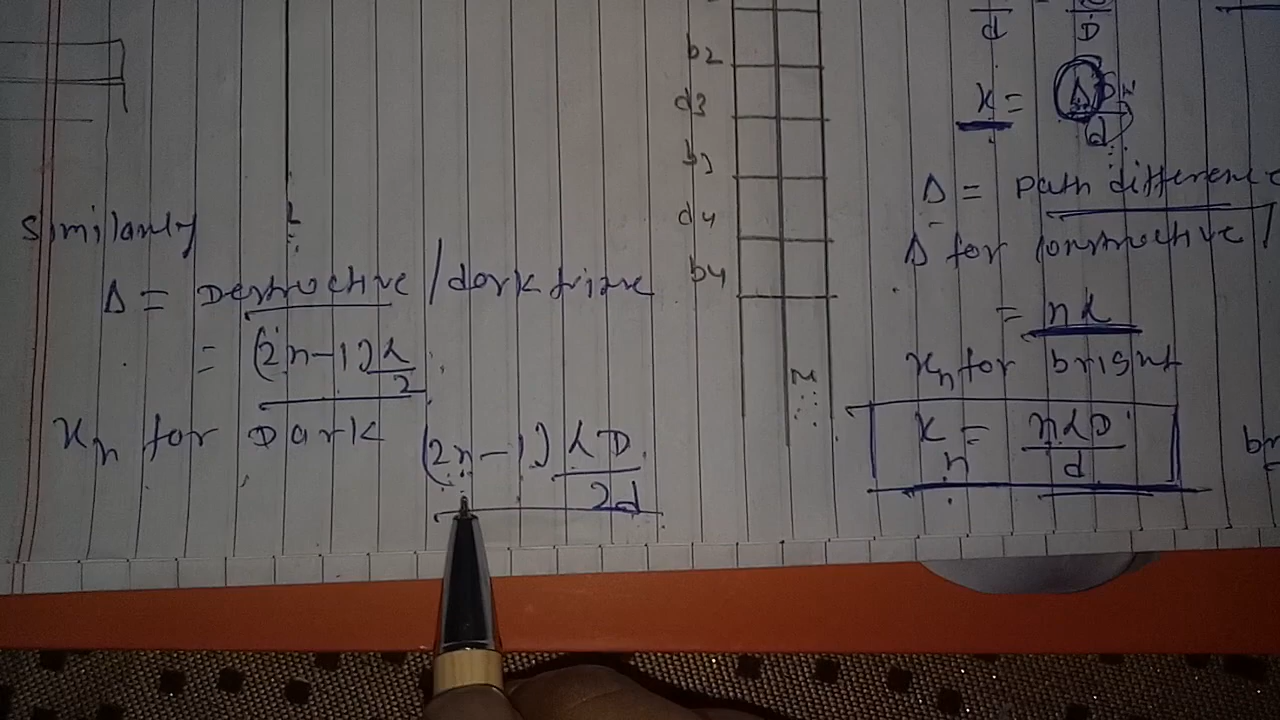 Similarly
Δ = Destructive / dark frinze
= (2n-1) λ/2
xn for Dark (2n-1) λD/2d
b2
d3
b3
d4
b4
d D
x = ΔD/d
Δ = path difference
Δ for constructive /
= nλ
xn for bright
xn = nλD/d